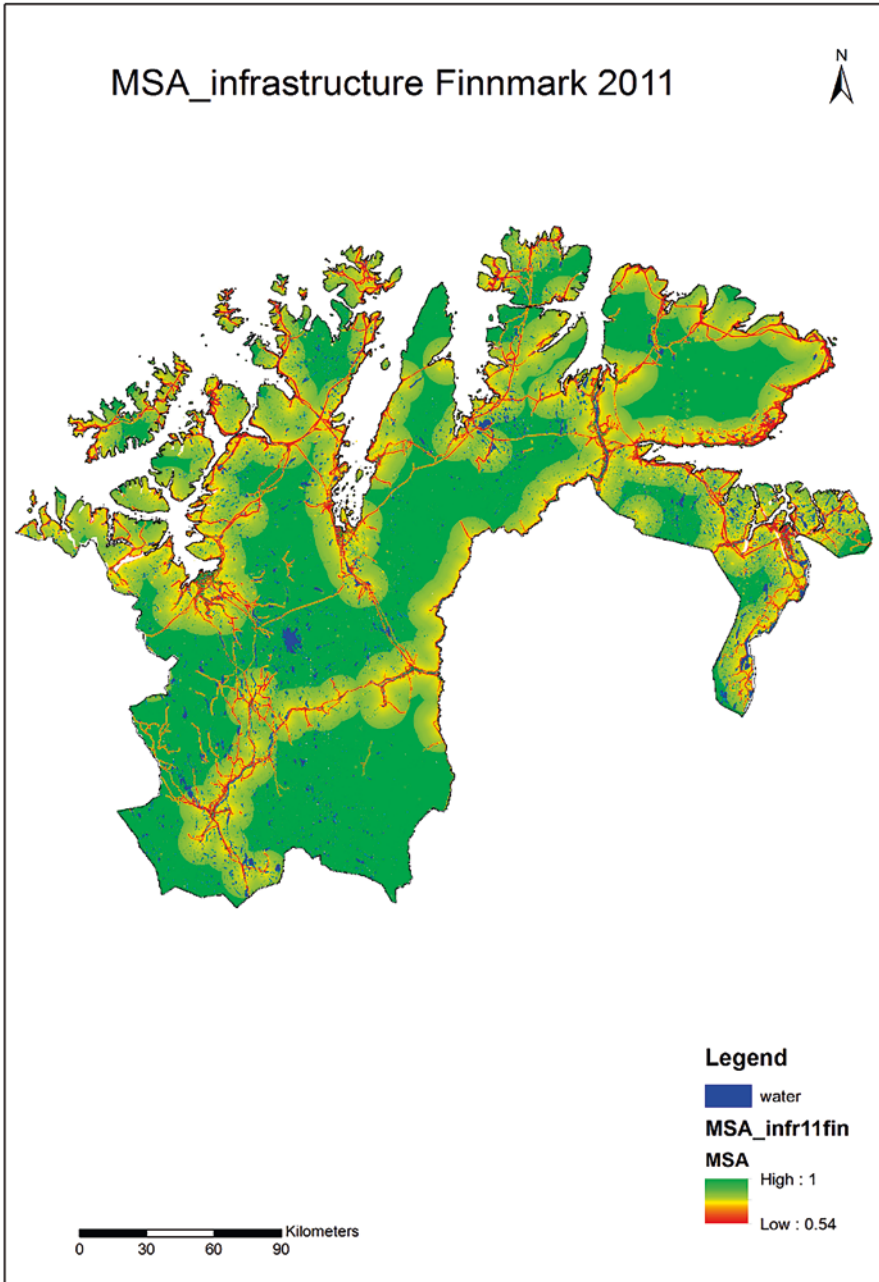 MSA_infrastructure Finnmark 2011
N
Legend
water
MSA_infr11fin
MSA
High : 1
Low : 0.54
Kilometers
0 30 60 90